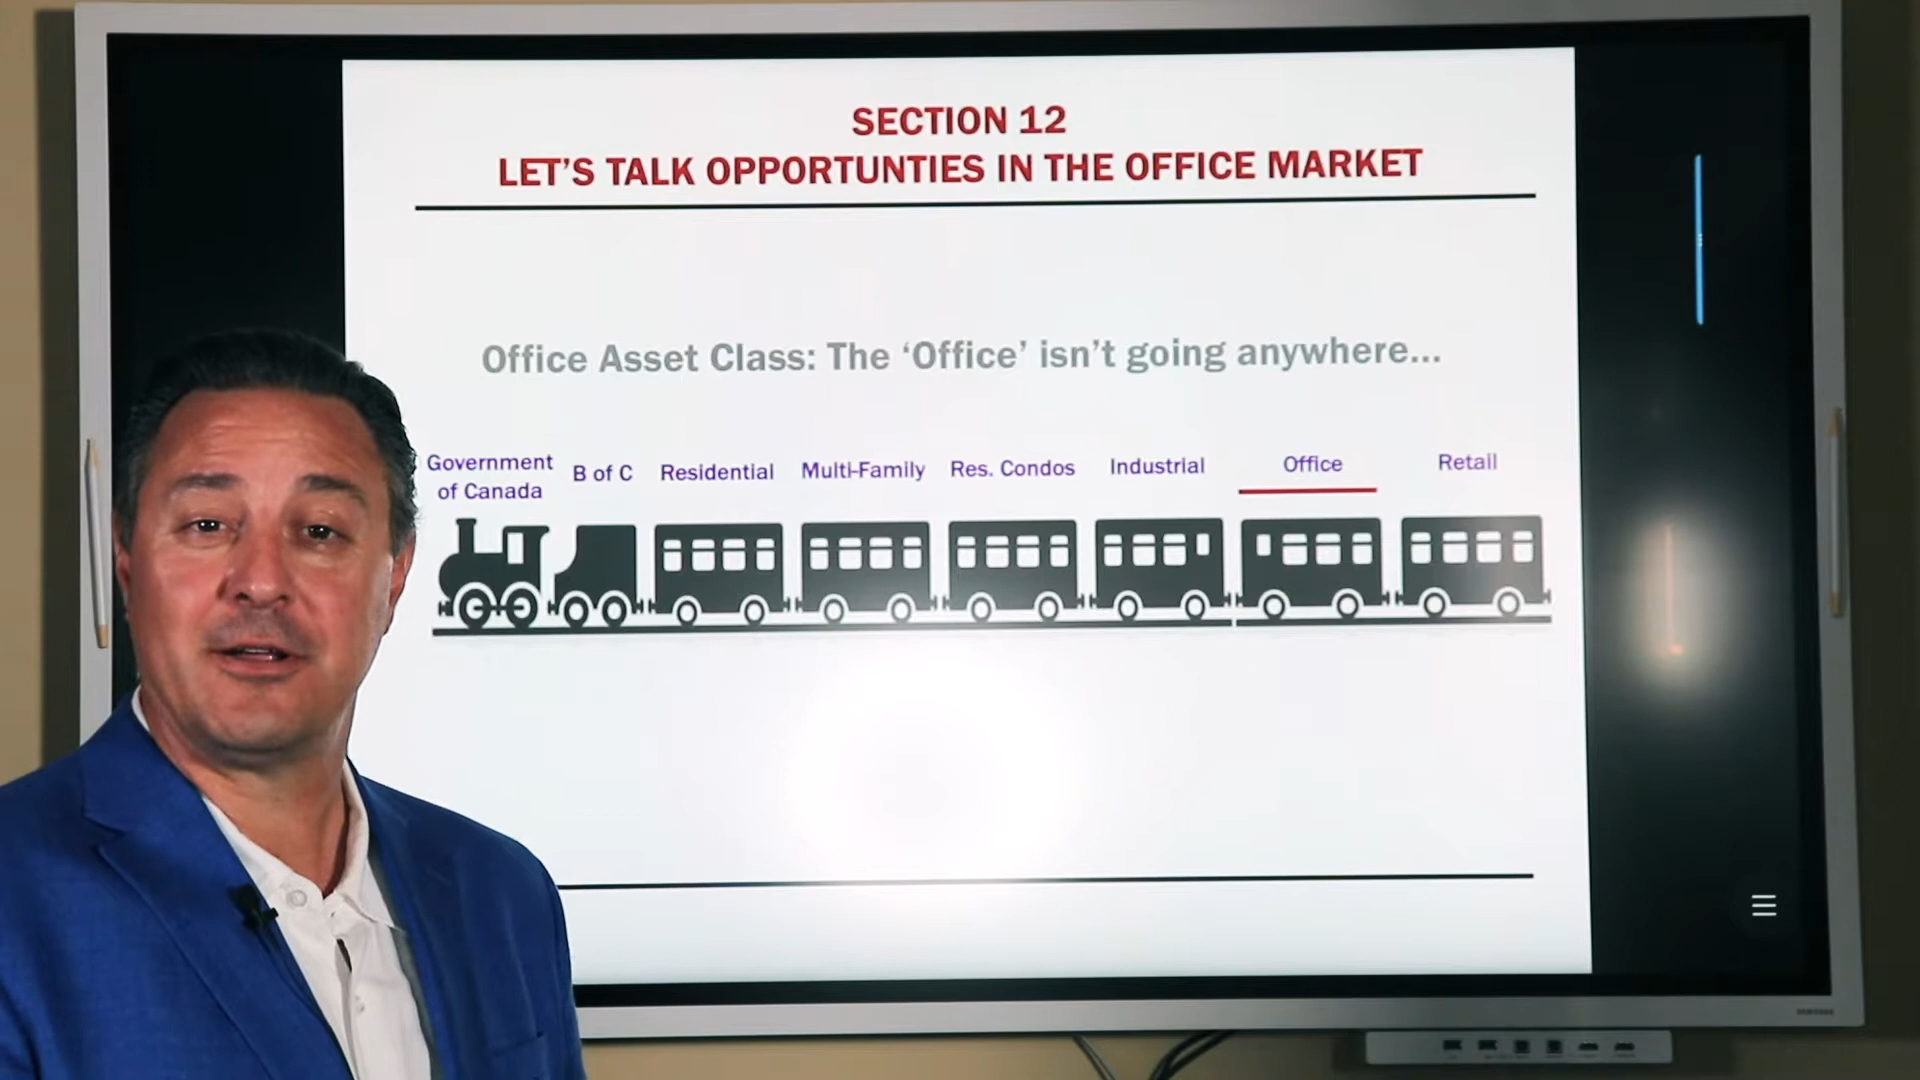 SECTION 12
LET'S TALK OPPORTUNTIES IN THE OFFICE MARKET
Office Asset Class: The ‘Office’ isn’t going anywhere...
Government
of Canada
B of C
Residential
Multi-Family
Res. Condos
Industrial
Office
Retail